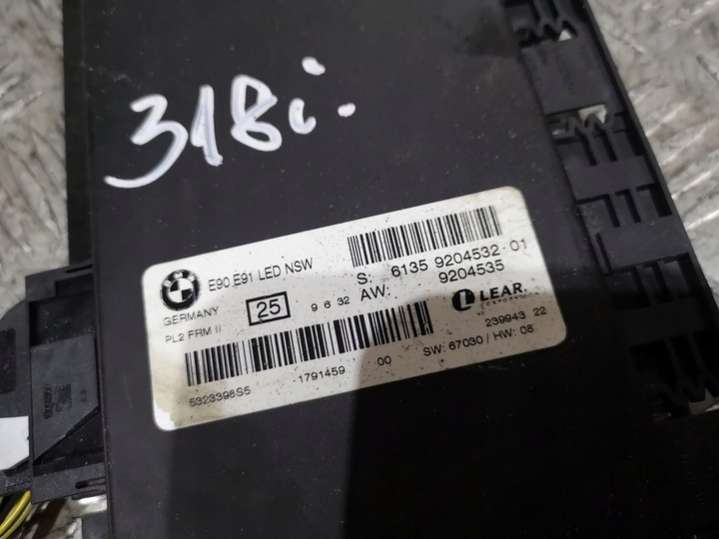 318i.
E90 E91 LED NSW
S: 6135 9204532-01
GERMANY 25 9 6 32 AW: 9204535
PL2 FRM II
LEAR.
239943 22
1791459 00 SW: 67030 / HW: 08
5323398S5